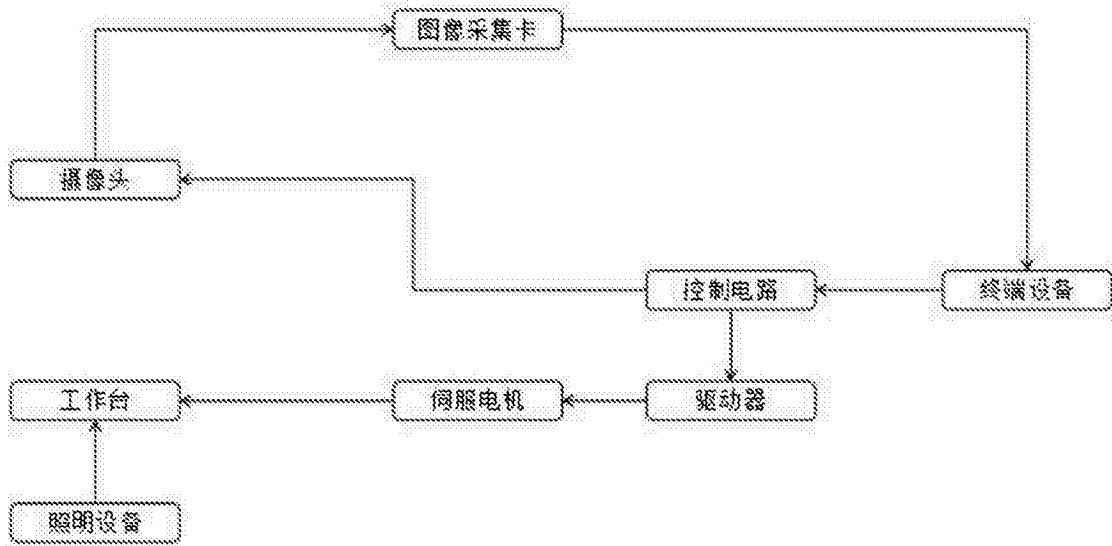 图像采集卡
摄像头
控制电路
终端设备
工作台
伺服电机
驱动器
照明设备